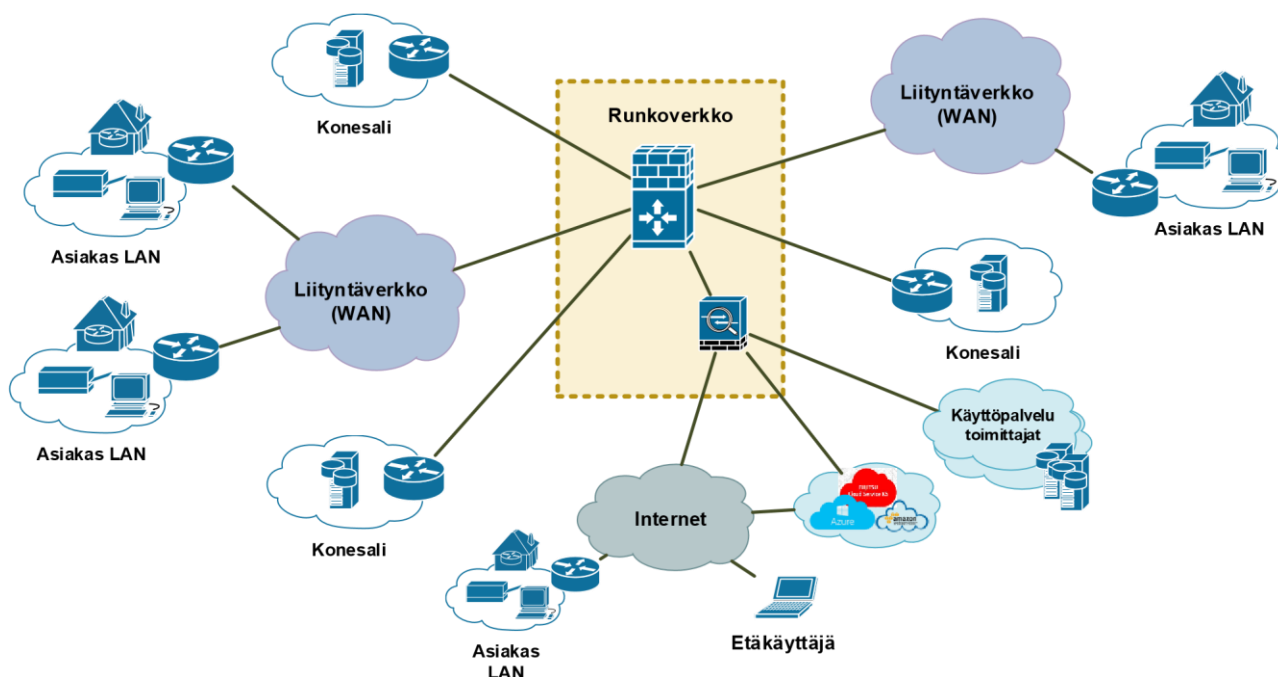 Konesali
Runkoverkko
Liityntäverkko
(WAN)
Asiakas LAN
Asiakas LAN
Liityntäverkko
(WAN)
Konesali
Asiakas LAN
Käyttöpalvelu
toimittajat
Konesali
Internet
Azure
amazon
Asiakas
LAN
Etäkäyttäjä